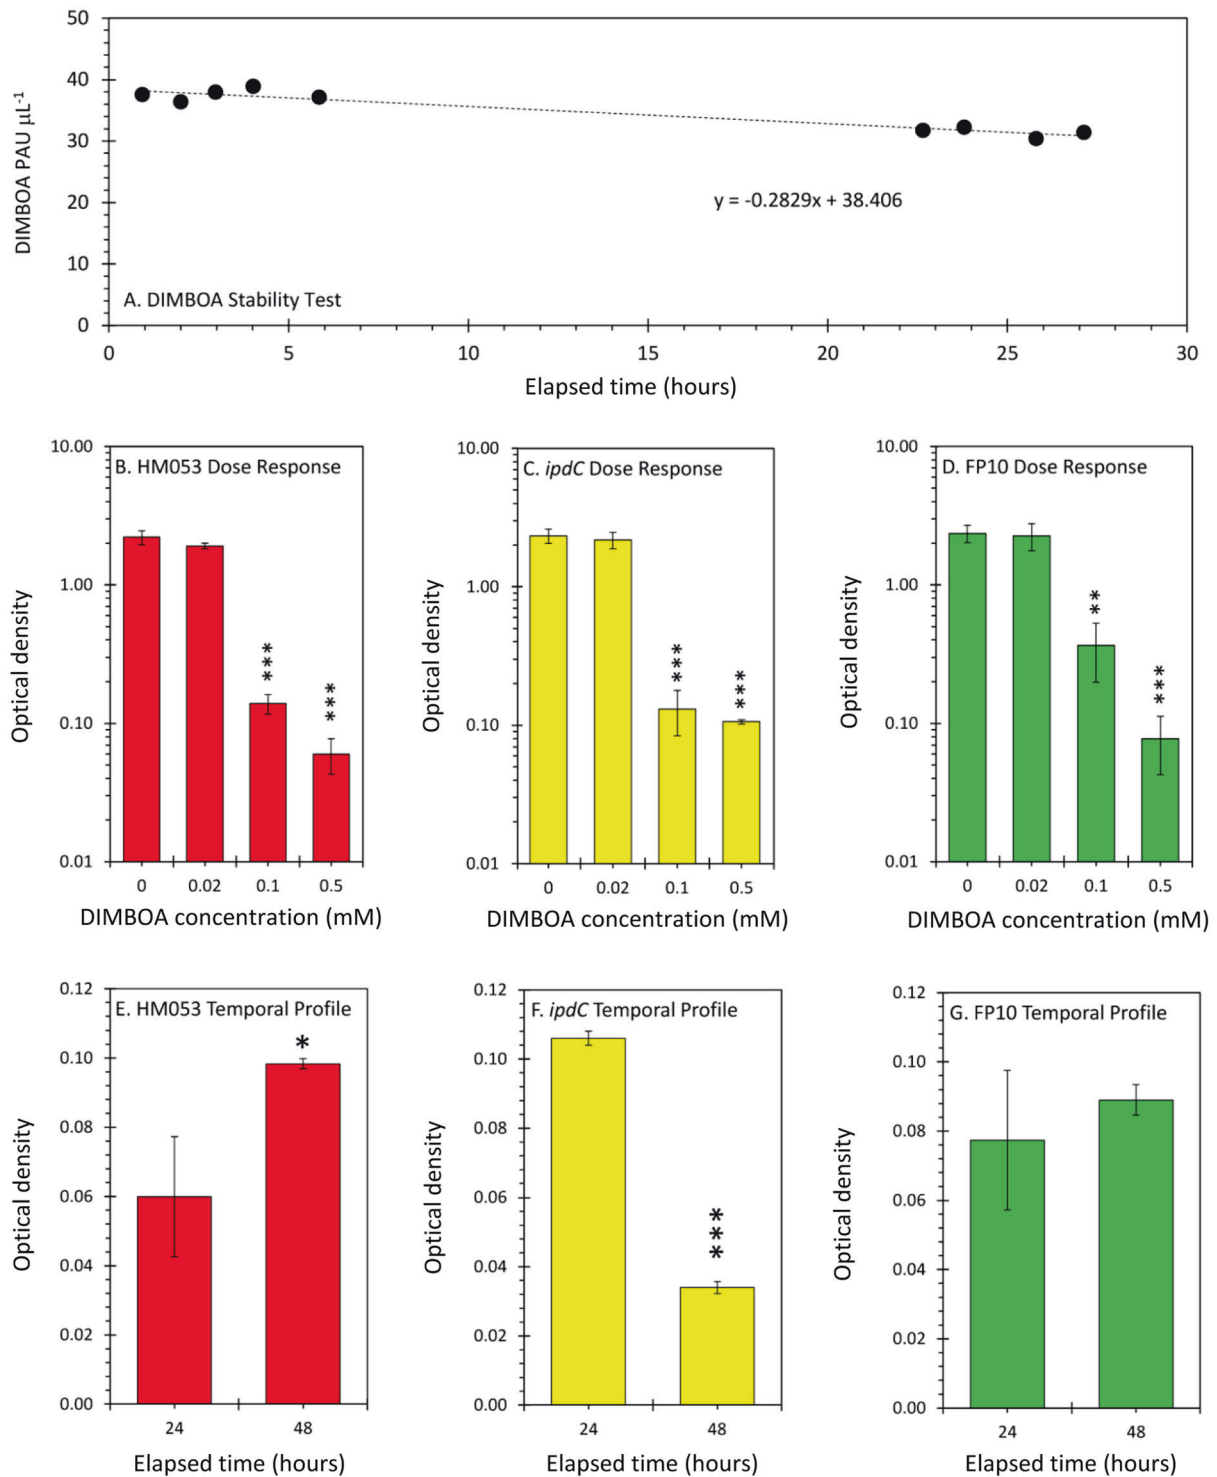 50
40
30
20
10
0
DIMBOA PAU μL-1
y = -0.2829x + 38.406
A. DIMBOA Stability Test
0 5 10 15 20 25 30
Elapsed time (hours)
B. HM053 Dose Response
10.00
1.00
0.10
0.01
Optical density
***
***
0 0.02 0.1 0.5
DIMBOA concentration (mM)
C. ipdC Dose Response
10.00
1.00
0.10
0.01
Optical density
***
***
0 0.02 0.1 0.5
DIMBOA concentration (mM)
D. FP10 Dose Response
10.00
1.00
0.10
0.01
Optical density
**
***
0 0.02 0.1 0.5
DIMBOA concentration (mM)
E. HM053 Temporal Profile
0.12
0.10
0.08
0.06
0.04
0.02
0.00
Optical density
*
24 48
Elapsed time (hours)
F. ipdC Temporal Profile
0.12
0.10
0.08
0.06
0.04
0.02
0.00
Optical density
***
24 48
Elapsed time (hours)
G. FP10 Temporal Profile
0.12
0.10
0.08
0.06
0.04
0.02
0.00
Optical density
24 48
Elapsed time (hours)